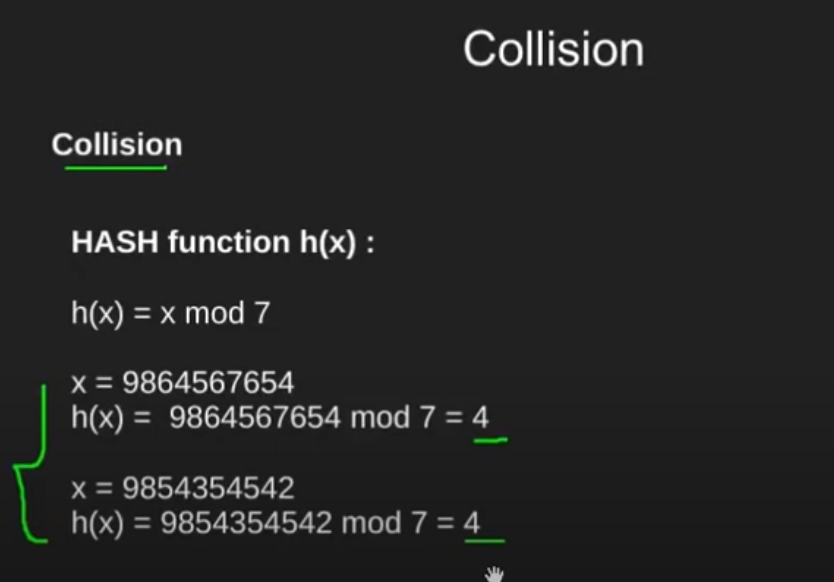 Collision
Collision
HASH function h(x) :
h(x) = x mod 7
x = 9864567654
h(x) =  9864567654 mod 7 = 4
x = 9854354542
h(x) = 9854354542 mod 7 = 4